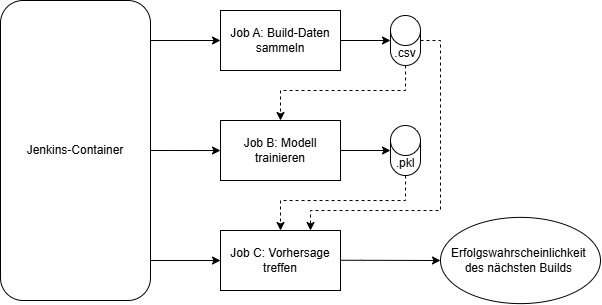 Job A: Build-Daten
sammeln
.csv
Jenkins-Container
Job B: Modell
trainieren
.pkl
Job C: Vorhersage
treffen
Erfolgswahrscheinlichkeit
des nächsten Builds